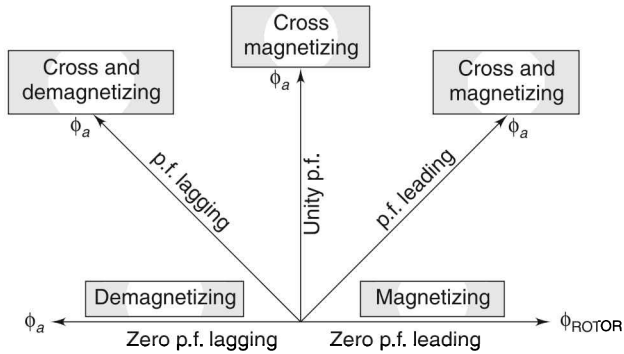 Cross
magnetizing
Cross and
demagnetizing
Cross and
magnetizing
ϕa
ϕa
ϕa
p.f. lagging
Unity p.f.
p.f. leading
Demagnetizing
Magnetizing
ϕa
ϕROTOR
Zero p.f. lagging
Zero p.f. leading